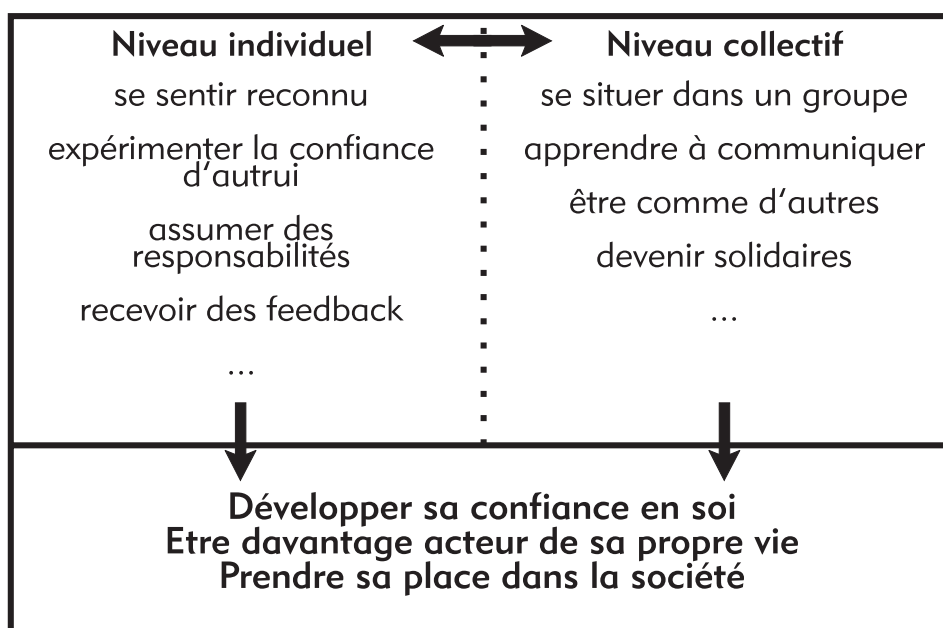 Niveau individuel
se sentir reconnu
expérimenter la confiance
d'autrui
assumer des
responsabilités
recevoir des feedback
...
Niveau collectif
se situer dans un groupe
apprendre à communiquer
être comme d'autres
devenir solidaires
...
Développer sa confiance en soi
Etre davantage acteur de sa propre vie
Prendre sa place dans la société